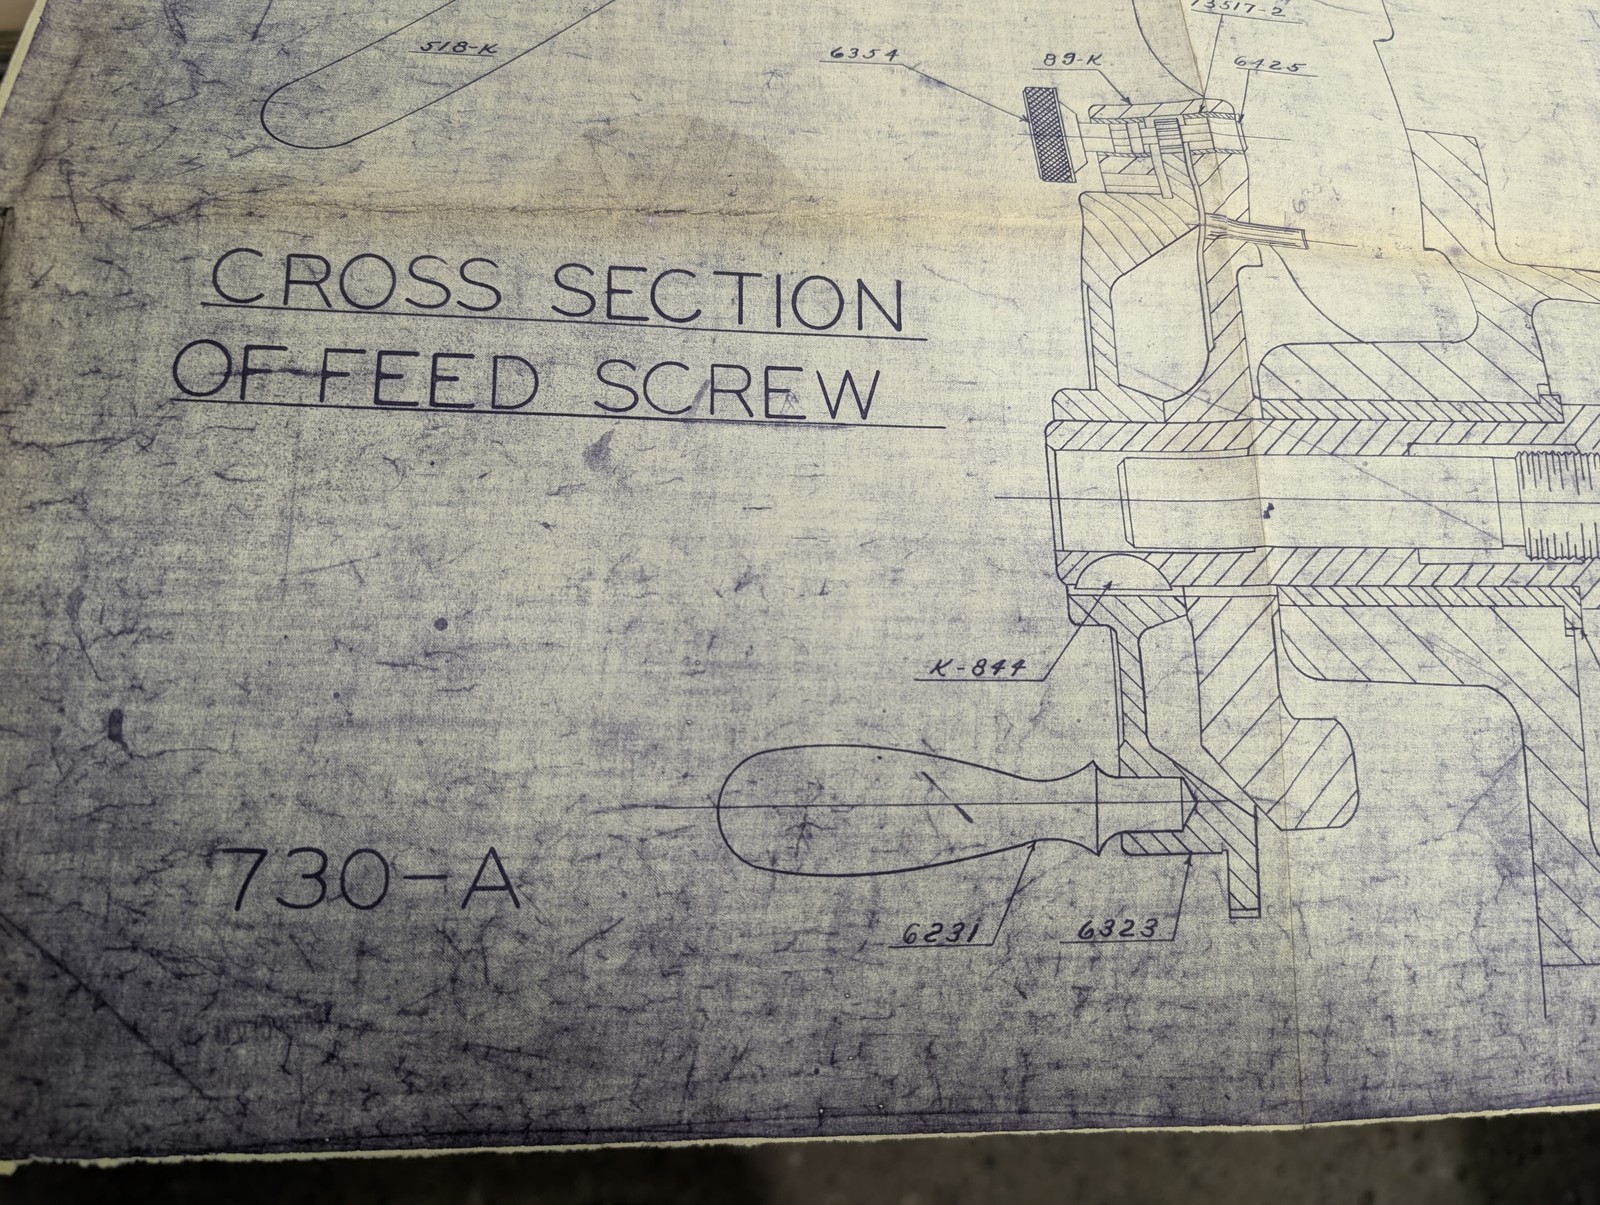 13517-2
518-K
6354
89-K
6425
CROSS SECTION
OF FEED SCREW
K-844
730-A
6231
6323